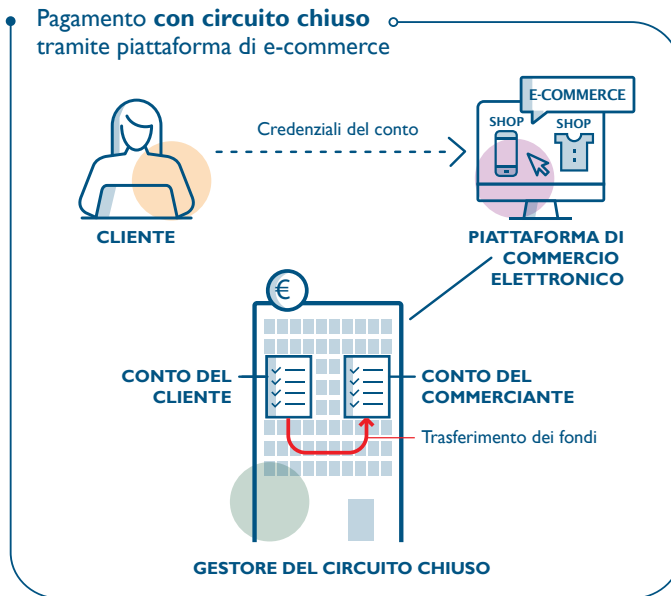 Pagamento con circuito chiuso
tramite piattaforma di e-commerce
E-COMMERCE
SHOP
SHOP
Credenziali del conto
CLIENTE
PIATTAFORMA DI
COMMERCIO
ELETTRONICO
€
CONTO DEL
CLIENTE
CONTO DEL
COMMERCIANTE
Trasferimento dei fondi
GESTORE DEL CIRCUITO CHIUSO